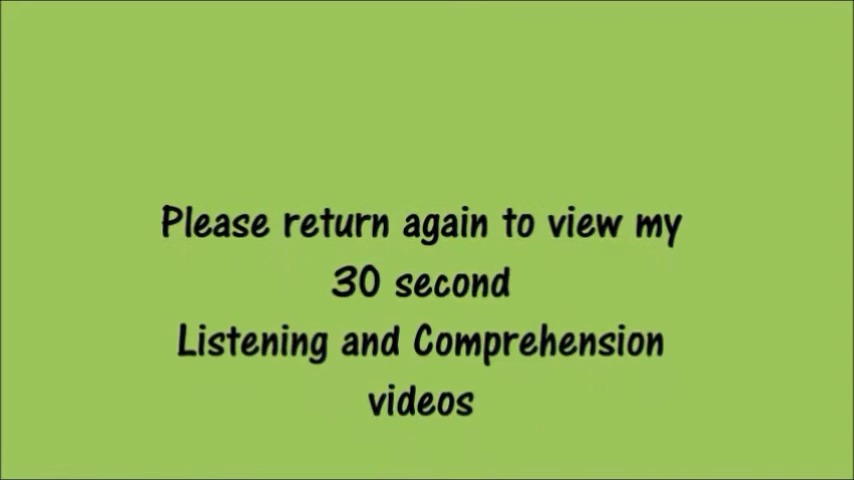 Please return again to view my
30 second
Listening and Comprehension
videos